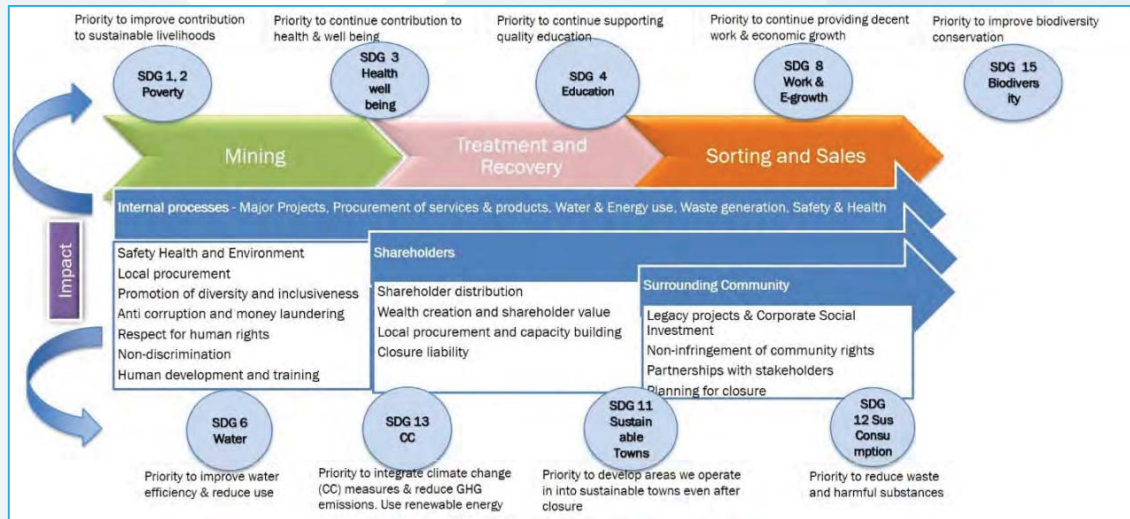 Priority to improve contribution
to sustainable livelihoods
Priority to continue contribution to
health & well being
Priority to continue supporting
quality education
Priority to continue providing decent
work & economic growth
Priority to improve biodiversity
conservation
SDG 1, 2
Poverty
SDG 3
Health
well
being
SDG 4
Education
SDG 8
Work &
E-growth
SDG 15
Biodivers
ity
Mining
Treatment and
Recovery
Sorting and Sales
Impact
Internal processes - Major Projects, Procurement of services & products, Water & Energy use, Waste generation, Safety & Health
Safety Health and Environment
Local procurement
Promotion of diversity and inclusiveness
Anti corruption and money laundering
Respect for human rights
Non-discrimination
Human development and training
Shareholders
Shareholder distribution
Wealth creation and shareholder value
Local procurement and capacity building
Closure liability
Surrounding Community
Legacy projects & Corporate Social
Investment
Non-infringement of community rights
Partnerships with stakeholders
Planning for closure
SDG 6
Water
SDG 13
CC
SDG 11
Sustain
able
Towns
SDG
12 Sus
Consu
mption
Priority to improve water
efficiency & reduce use
Priority to integrate climate change
(CC) measures & reduce GHG
emissions. Use renewable energy
Priority to develop areas we operate
in into sustainable towns even after
closure
Priority to reduce waste
and harmful substances